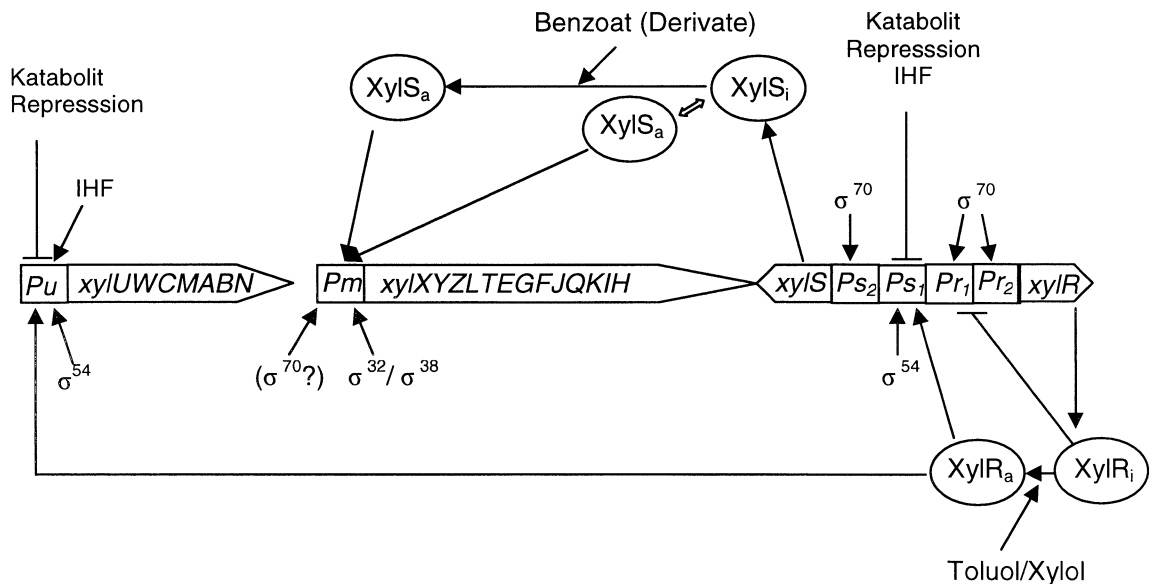 Benzoat (Derivate)
Katabolit
Represssion
IHF
Katabolit
Represssion
XylSₐ
XylSᵢ
XylSₐ
IHF
σ⁷⁰
σ⁷⁰
Pu xylUWCMABN
Pm xylXYZLTEGFJQKIH
xylS Ps₂ Ps₁ Pr₁ Pr₂ xylR
σ⁵⁴
(σ⁷⁰?) σ³²/ σ³⁸
σ⁵⁴
XylRₐ
XylRᵢ
Toluol/Xylol